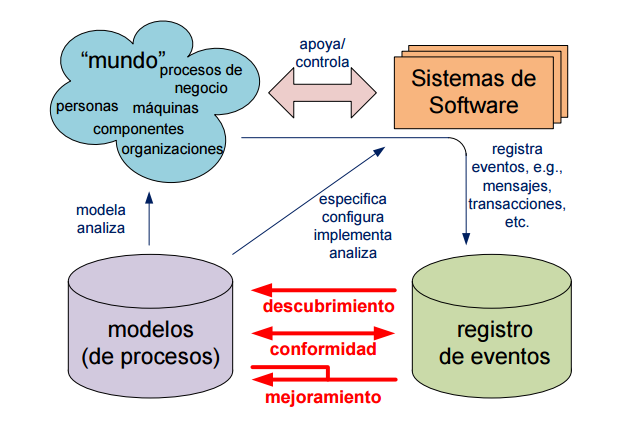 “mundo”
procesos de
negocio
personas
máquinas
componentes
organizaciones
apoya/
controla
Sistemas de
Software
registra
eventos, e.g.,
mensajes,
transacciones,
etc.
modela
analiza
especifica
configura
implementa
analiza
modelos
(de procesos)
descubrimiento
conformidad
mejoramiento
registro
de eventos